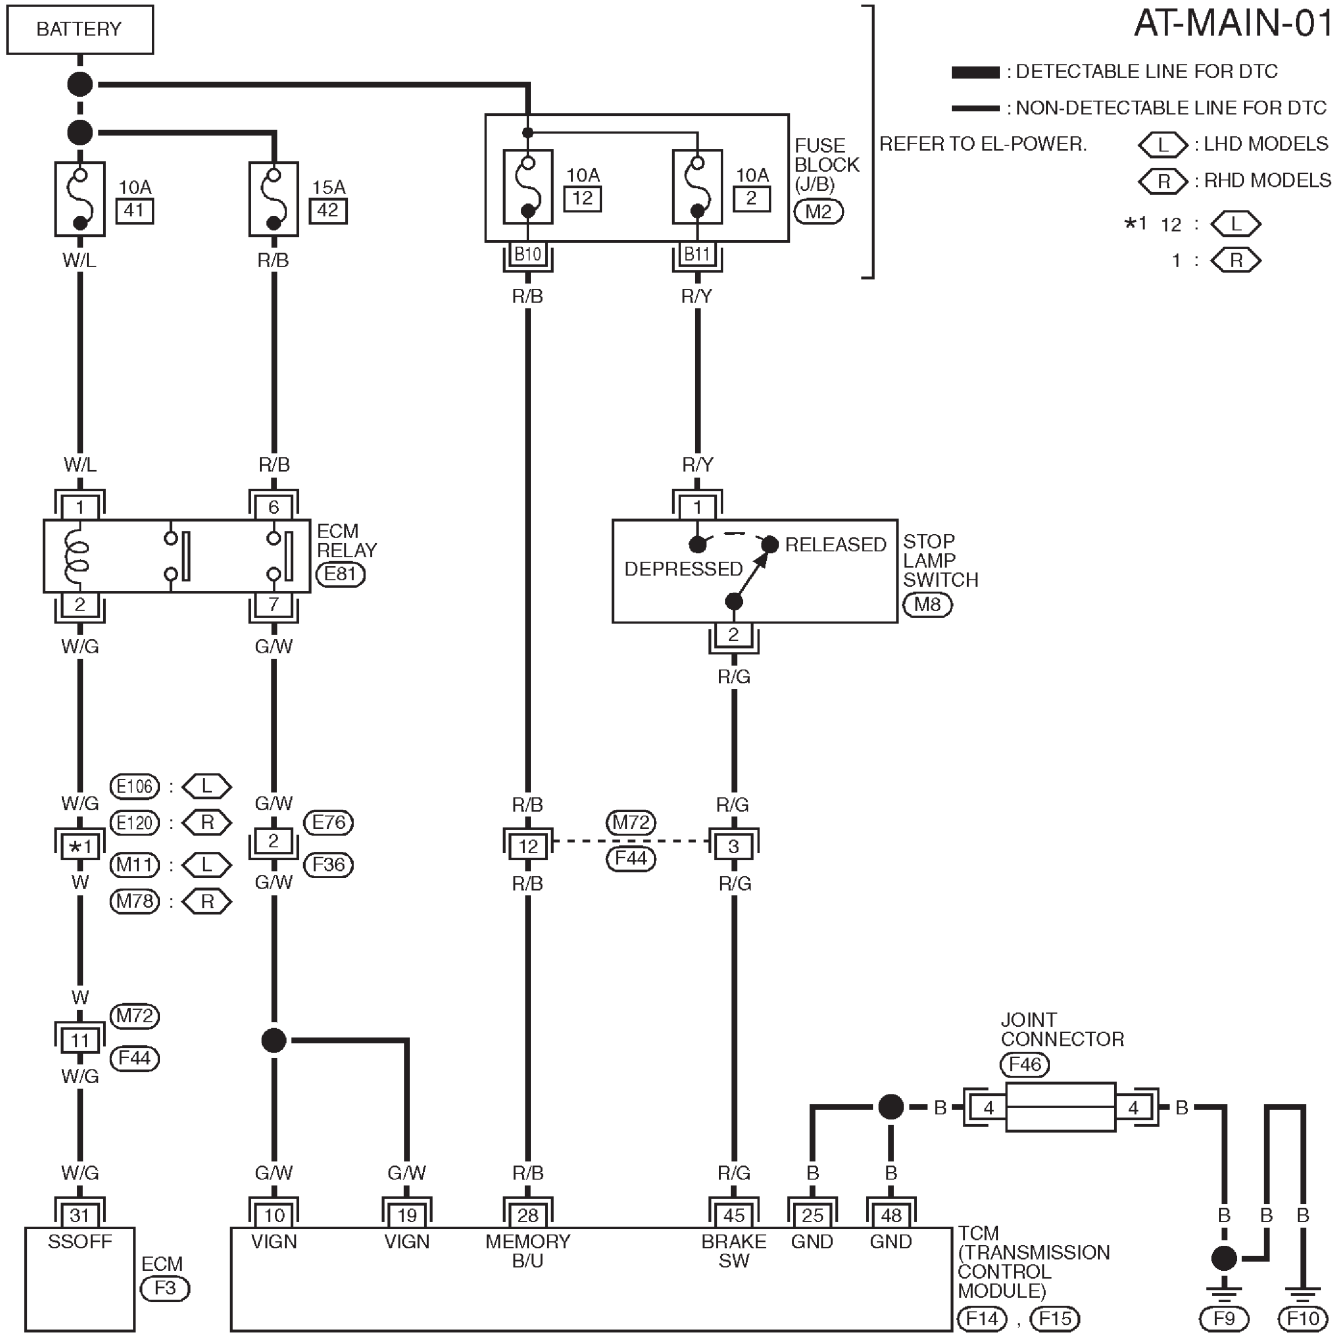 AT-MAIN-01
BATTERY
: DETECTABLE LINE FOR DTC
: NON-DETECTABLE LINE FOR DTC
REFER TO EL-POWER.
L : LHD MODELS
R : RHD MODELS
*1 12 : L
1 : R
10A
41
15A
42
10A
12
10A
2
FUSE
BLOCK
(J/B)
M2
B10
B11
W/L
R/B
R/B
R/Y
W/L
R/B
R/Y
1
6
1
ECM
RELAY
E81
DEPRESSED
RELEASED
STOP
LAMP
SWITCH
M8
2
7
2
W/G
G/W
R/G
W/G
E106 : L
E120 : R
*1
M11 : L
M78 : R
W
G/W
2
E76
F36
G/W
R/B
12
R/B
M72
F44
R/G
3
R/G
W
11
M72
F44
W/G
JOINT
CONNECTOR
F46
B
4
4
B
W/G
G/W
G/W
R/B
R/G
B
B
B
B
B
31
10
19
28
45
25
48
SSOFF
VIGN
VIGN
MEMORY
B/U
BRAKE
SW
GND
GND
ECM
F3
TCM
(TRANSMISSION
CONTROL
MODULE)
F14 , F15
F9
F10